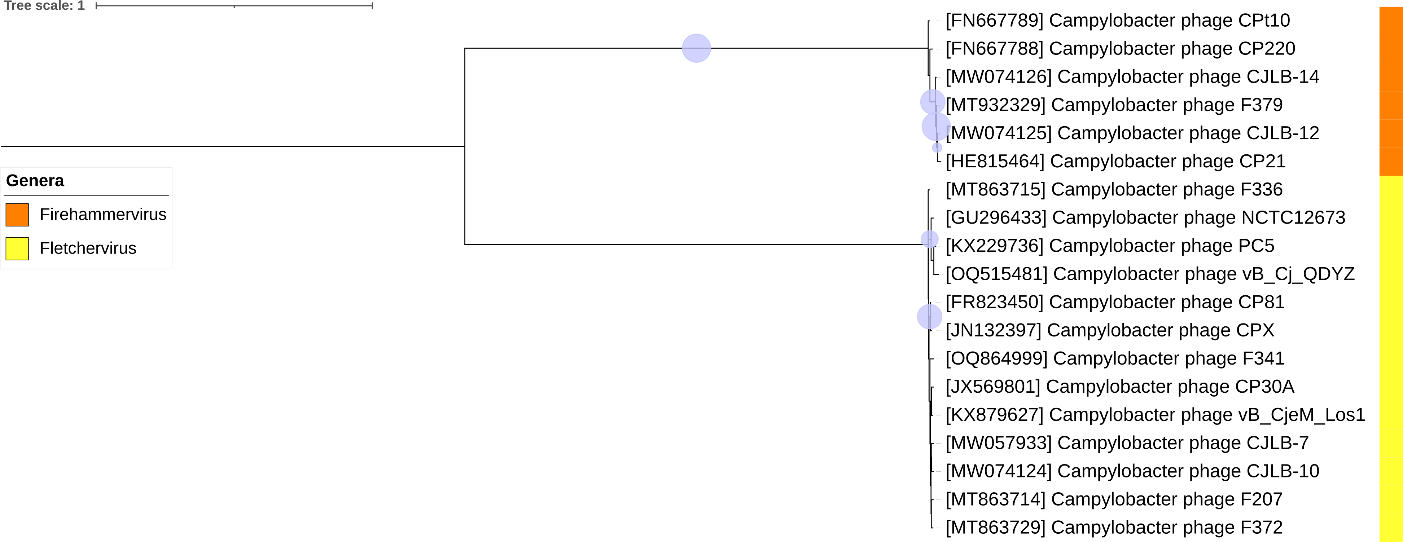 Tree scale: 1
[FN667789] Campylobacter phage CPt10
[FN667788] Campylobacter phage CP220
[MW074126] Campylobacter phage CJLB-14
[MT932329] Campylobacter phage F379
[MW074125] Campylobacter phage CJLB-12
[HE815464] Campylobacter phage CP21
[MT863715] Campylobacter phage F336
[GU296433] Campylobacter phage NCTC12673
[KX229736] Campylobacter phage PC5
[OQ515481] Campylobacter phage vB_Cj_QDYZ
[FR823450] Campylobacter phage CP81
[JN132397] Campylobacter phage CPX
[OQ864999] Campylobacter phage F341
[JX569801] Campylobacter phage CP30A
[KX879627] Campylobacter phage vB_CjeM_Los1
[MW057933] Campylobacter phage CJLB-7
[MW074124] Campylobacter phage CJLB-10
[MT863714] Campylobacter phage F207
[MT863729] Campylobacter phage F372
Genera
Firehammervirus
Fletchervirus